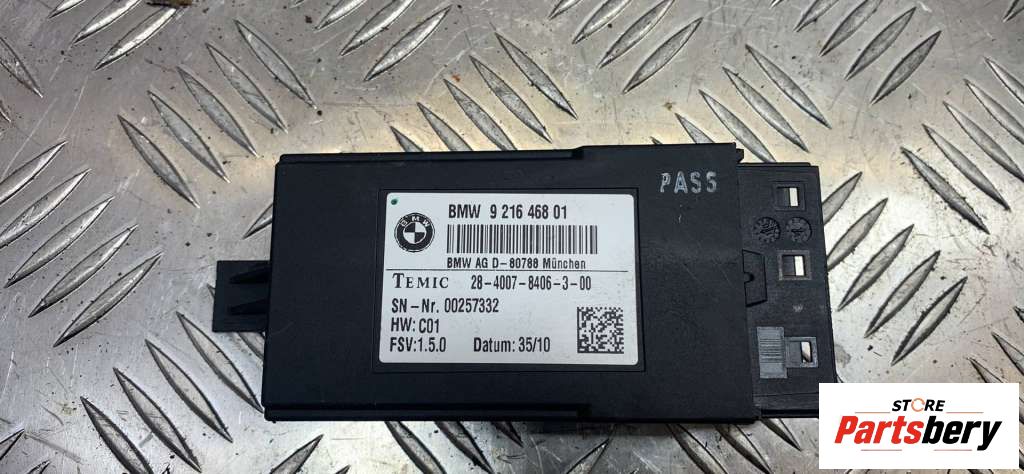 PASS
BMW 9 216 468 01
BMW
BMW AG D-80788 München
TEMIC 28-4007-8406-3-00
SN-Nr. 00257332
HW: C01
FSV:1.5.0 Datum: 35/10
STORE
Partsbery